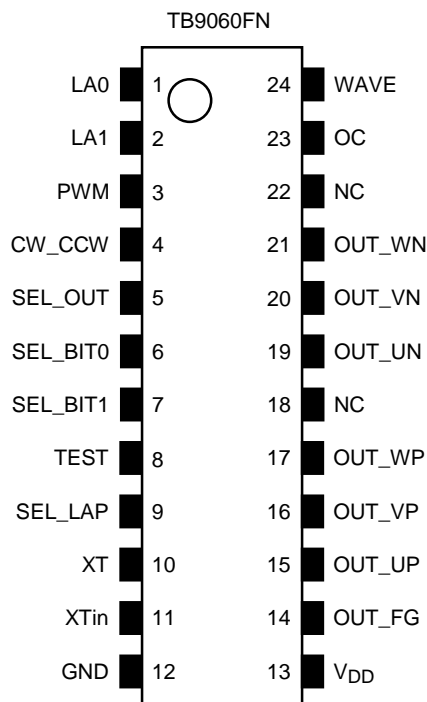 TB9060FN
LA0 1 24 WAVE
LA1 2 23 OC
PWM 3 22 NC
CW_CCW 4 21 OUT_WN
SEL_OUT 5 20 OUT_VN
SEL_BIT0 6 19 OUT_UN
SEL_BIT1 7 18 NC
TEST 8 17 OUT_WP
SEL_LAP 9 16 OUT_VP
XT 10 15 OUT_UP
XTin 11 14 OUT_FG
GND 12 13 VDD